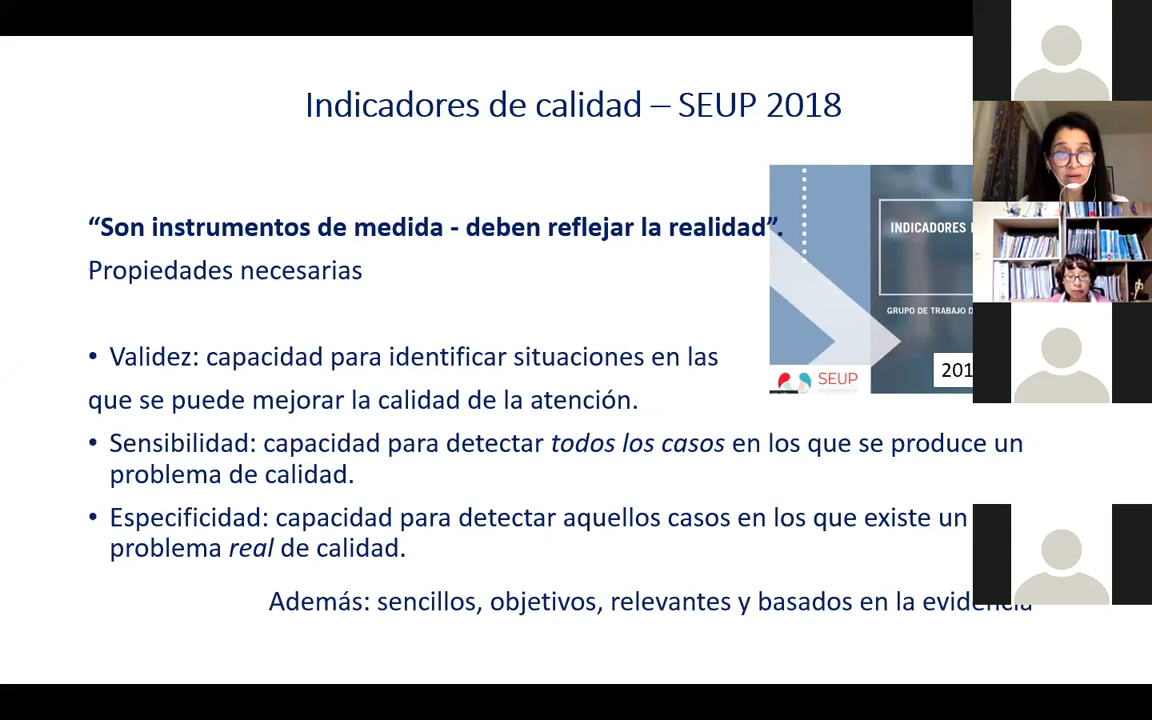 Indicadores de calidad – SEUP 2018
“Son instrumentos de medida - deben reflejar la realidad”.
Propiedades necesarias
INDICADORES
GRUPO DE TRABAJO
201
SEUP
• Validez: capacidad para identificar situaciones en las
que se puede mejorar la calidad de la atención.
• Sensibilidad: capacidad para detectar todos los casos en los que se produce un
problema de calidad.
• Especificidad: capacidad para detectar aquellos casos en los que existe un
problema real de calidad.
Además: sencillos, objetivos, relevantes y basados en la evidencia